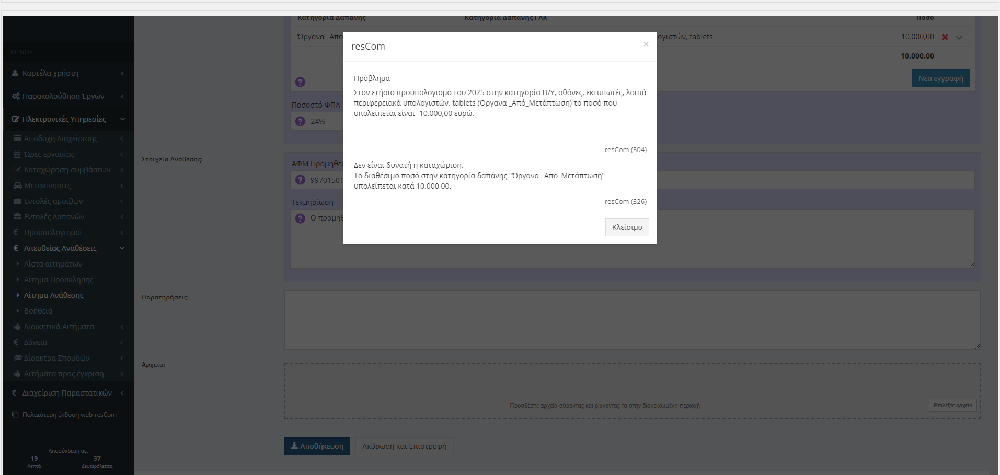 Κατηγορία Δαπάνης
Κατηγορία Δαπάνης ΓΛΚ
Ποσό
Όργανα _Από
ογιστών, tablets
10.000,00
10.000,00
Νέα εγγραφή
resCom
×
Πρόβλημα
Στον ετήσιο προϋπολογισμό του 2025 στην κατηγορία Η/Υ, οθόνες, εκτυπωτές, λοιπά
περιφερειακά υπολογιστών, tablets (Όργανα _Από_Μετάπτωση) το ποσό που
υπολείπεται είναι -10.000,00 ευρώ.
resCom (304)
Δεν είναι δυνατή η καταχώριση.
Το διαθέσιμο ποσό στην κατηγορία δαπάνης "Όργανα _Από_Μετάπτωση"
υπολείπεται κατά 10.000,00.
resCom (326)
Κλείσιμο
ΜΕΝΟΥ
Καρτέλα χρήστη
Παρακολούθηση Έργων
Ηλεκτρονικές Υπηρεσίες
Αποδοχή Διαχείρισης
Ώρες εργασίας
Καταχώρηση συμβάσεων
Μετακινήσεις
Εντολές αμοιβών
Εντολές Δαπανών
Προϋπολογισμοί
Απευθείας Αναθέσεις
Λίστα αιτημάτων
Αίτημα Πρόσκλησης
Αίτημα Ανάθεσης
Βοήθεια
Διοικητικά Αιτήματα
Δάνεια
Δίδακτρα Σπουδών
Αιτήματα προς έγκριση
Διαχείριση Παραστατικών
Παλαιότερη έκδοση web-resCom
Αποσύνδεση σε:
19 37
Λεπτά Δευτερόλεπτα
Ποσοστό ΦΠΑ
24%
Στοιχεία Ανάθεσης:
ΑΦΜ Προμηθευ
99701501
Τεκμηρίωση
Ο προμηθ
Παρατηρήσεις:
Αρχεία:
Προσθέστε αρχεία σύροντας και ρίχνοντας τα στην διακεκομμένη περιοχή
Επιλέξτε αρχείο
Αποθήκευση
Ακύρωση και Επιστροφή